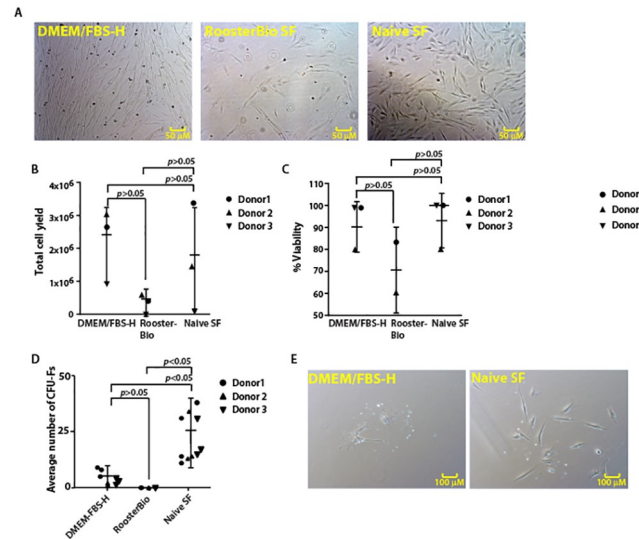 A
DMEM/FBS-H
RoosterBio SF
Naive SF
50 µM
50 µM
50 µM
B
p>0.05
p>0.05
p>0.05
4x10⁶
3x10⁶
2x10⁶
1x10⁶
0
Total cell yield
DMEM/FBS-H
Rooster-
Bio
Naive SF
Donor1
Donor 2
Donor 3
C
p>0.05
p>0.05
p>0.05
110
100
90
80
70
60
50
% Viability
DMEM/FBS-H
Rooster-
Bio
Naive SF
Donor1
Donor 2
Donor 3
Dono
Dono
Dono
D
p<0.05
p<0.05
p>0.05
50
25
0
Average number of CFU-Fs
DMEM-FBS-H
RoosterBio
Naive SF
Donor1
Donor 2
Donor 3
E
DMEM/FBS-H
Naive SF
100 µM
100 µM